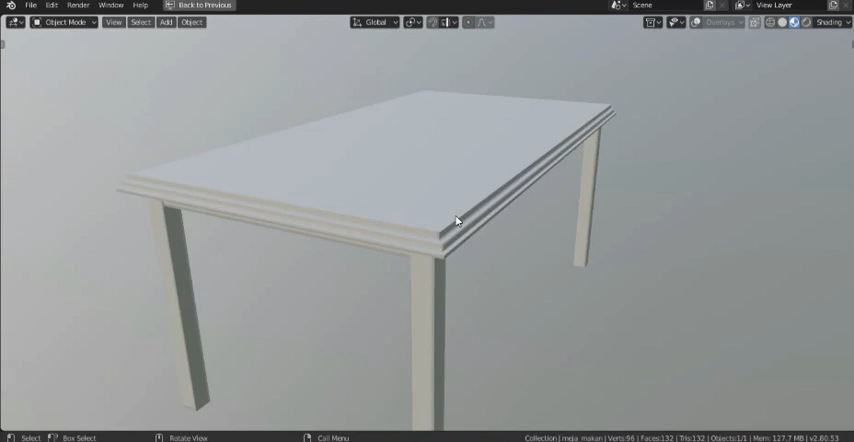 File Edit Render Window Help Back to Previous Scene View Layer
Object Mode View Select Add Object Global Overlays Shading
Select Box Select Rotate View Call Menu Collection | meja_makan | Verts:96 | Faces:132 | Tris:132 | Objects:1/1 | Mem: 127.7 MB | v2.80.53